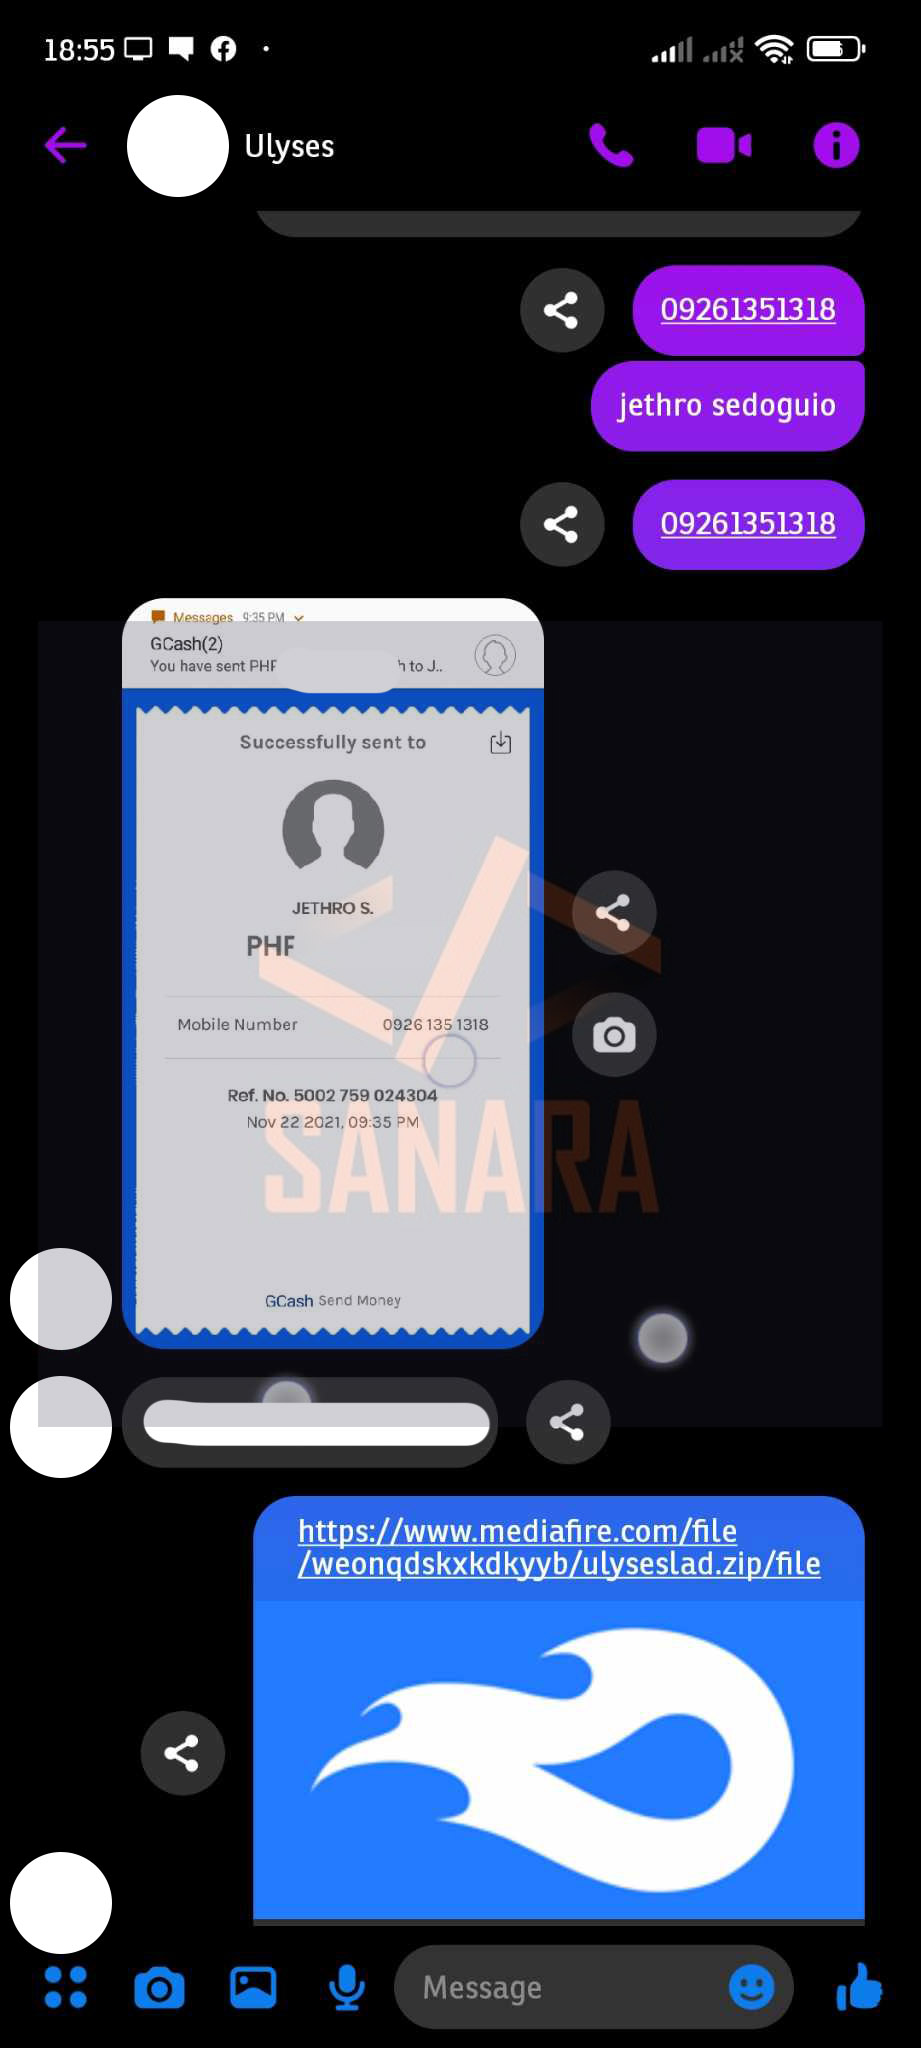 18:55
Ulyses
09261351318
jethro sedoguio
09261351318
Messages 9:35 PM
GCash(2)
You have sent PHP h to J..
Successfully sent to
JETHRO S.
PHF
Mobile Number 0926 135 1318
Ref. No. 5002 759 024304
Nov 22 2021, 09:35 PM
SANARA
GCash Send Money
https://www.mediafire.com/file
/weonqdskxkdkyyb/ulyseslad.zip/file
Message